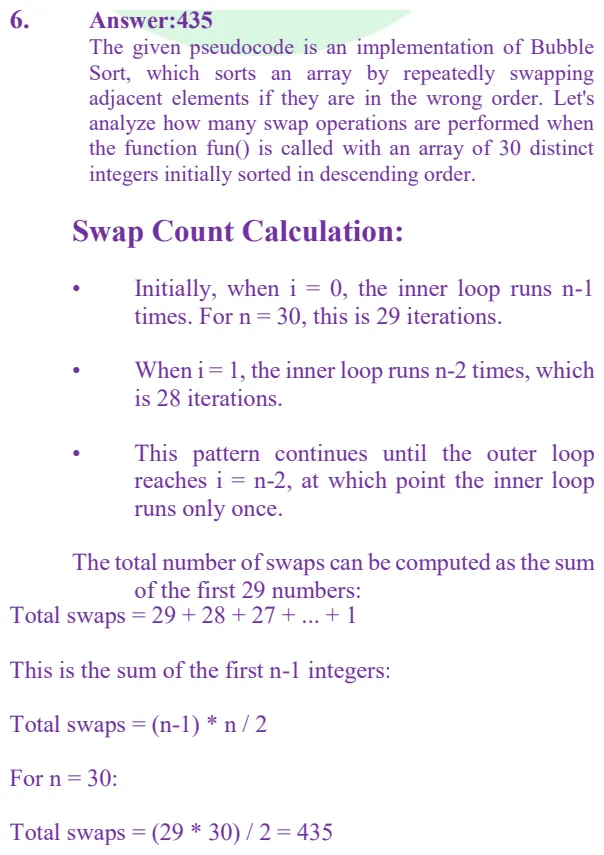 6. Answer:435
The given pseudocode is an implementation of Bubble
Sort, which sorts an array by repeatedly swapping
adjacent elements if they are in the wrong order. Let's
analyze how many swap operations are performed when
the function fun() is called with an array of 30 distinct
integers initially sorted in descending order.
Swap Count Calculation:
• Initially, when i = 0, the inner loop runs n-1
times. For n = 30, this is 29 iterations.
• When i = 1, the inner loop runs n-2 times, which
is 28 iterations.
• This pattern continues until the outer loop
reaches i = n-2, at which point the inner loop
runs only once.
The total number of swaps can be computed as the sum
of the first 29 numbers:
Total swaps = 29 + 28 + 27 + ... + 1
This is the sum of the first n-1 integers:
Total swaps = (n-1) * n / 2
For n = 30:
Total swaps = (29 * 30) / 2 = 435